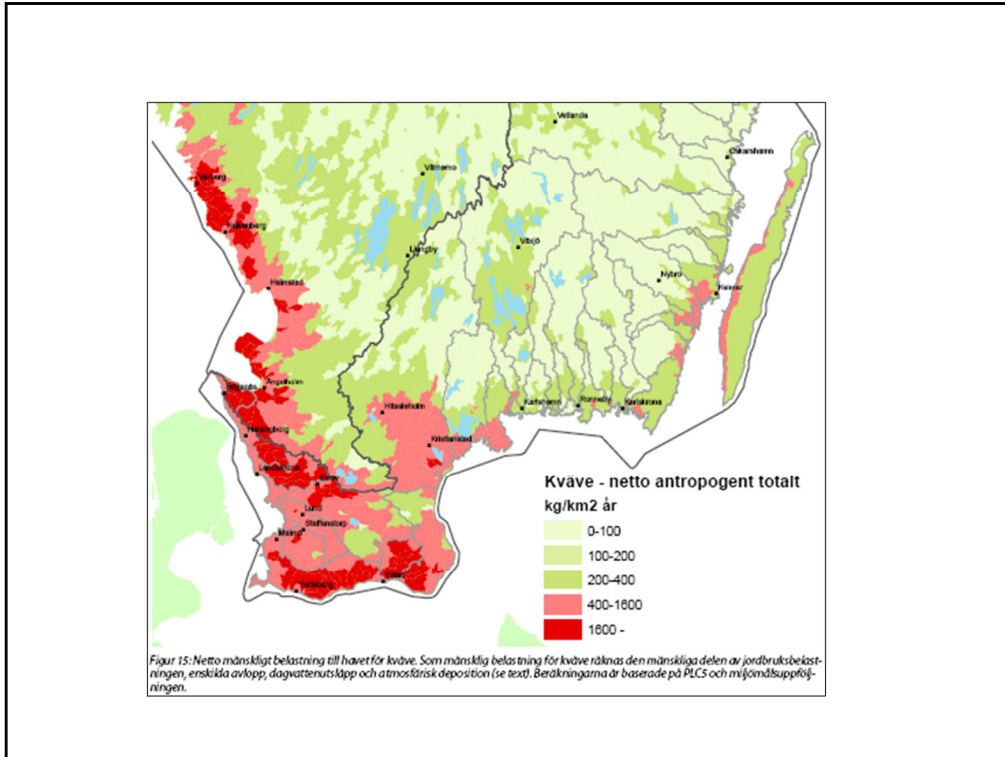 Vetlanda
Oskarshamn
Värnamo
Varberg
Falkenberg
Växjö
Ljungby
Nybro
Kalmar
Halmstad
Ängelholm
Höganäs
Hässleholm
Karlshamn
Ronneby
Karlskrona
Helsingborg
Kristianstad
Landskrona
Lund
Staffanstorp
Malmö
Ystad
Trelleborg
Kväve - netto antropogent totalt
kg/km2 år
0-100
100-200
200-400
400-1600
1600 -
Figur 15: Netto mänskligt belastning till havet för kväve. Som mänsklig belastning för kväve räknas den mänskliga delen av jordbruksbelast-
ningen, enskilda avlopp, dagvattenutsläpp och atmosfärisk deposition (se text). Beräkningarna är baserade på PLC5 och miljömålsuppfölj-
ningen.